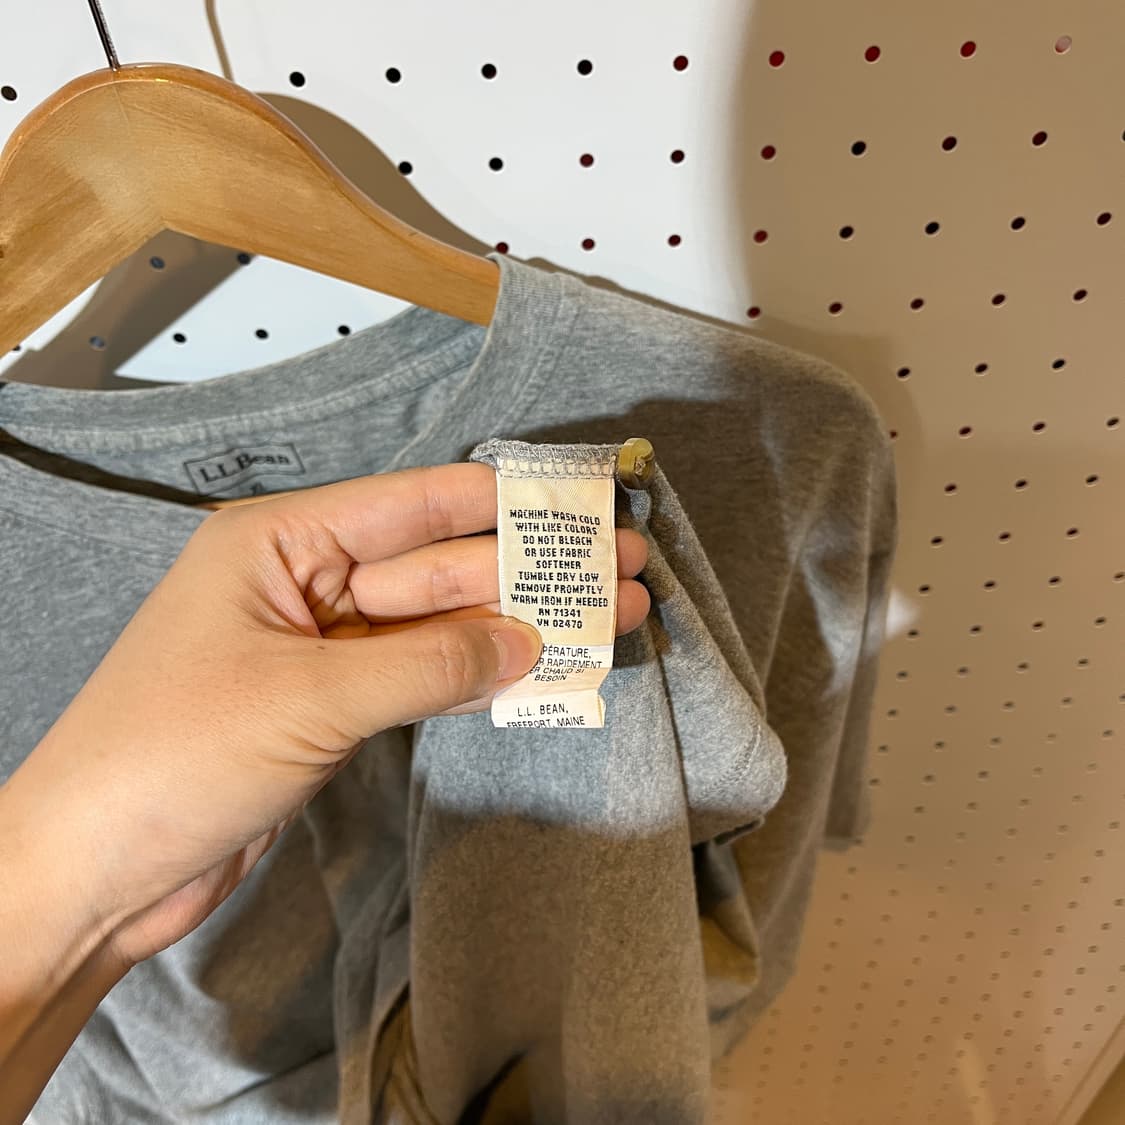 L.L.Bean
MACHINE WASH COLD
WITH LIKE COLORS
DO NOT BLEACH
OR USE FABRIC
SOFTENER
TUMBLE DRY LOW
REMOVE PROMPTLY
WARM IRON IF NEEDED
RN 71341
VN 02470
PÉRATURE,
R RAPIDEMENT
ER CHAUD SI
BESOIN
L.L. BEAN,
FREEPORT, MAINE